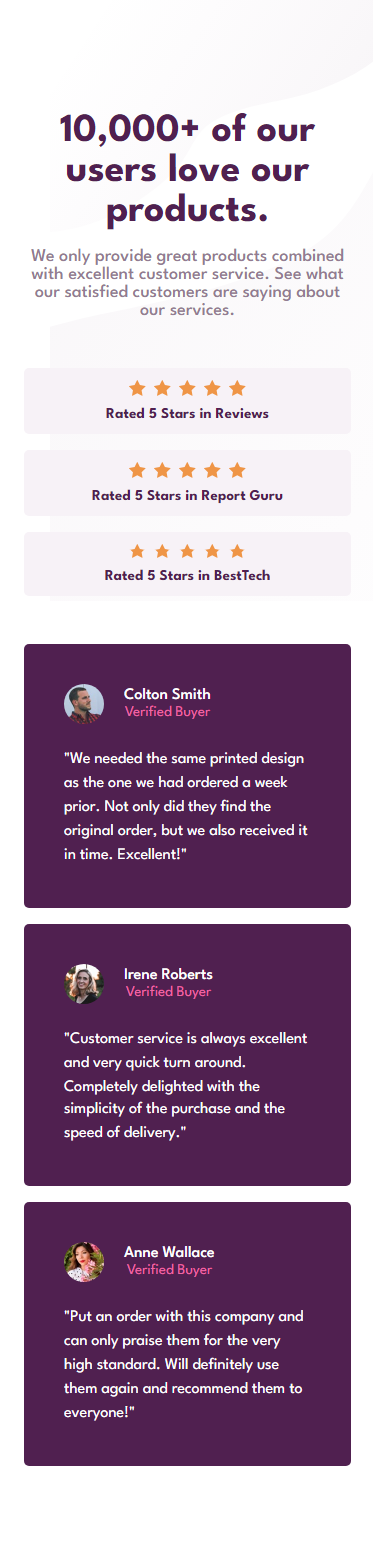 10,000+ of our
users love our
products.
We only provide great products combined
with excellent customer service. See what
our satisfied customers are saying about
our services.
Rated 5 Stars in Reviews
Rated 5 Stars in Report Guru
Rated 5 Stars in BestTech
Colton Smith
Verified Buyer
"We needed the same printed design
as the one we had ordered a week
prior. Not only did they find the
original order, but we also received it
in time. Excellent!"
Irene Roberts
Verified Buyer
"Customer service is always excellent
and very quick turn around.
Completely delighted with the
simplicity of the purchase and the
speed of delivery."
Anne Wallace
Verified Buyer
"Put an order with this company and
can only praise them for the very
high standard. Will definitely use
them again and recommend them to
everyone!"